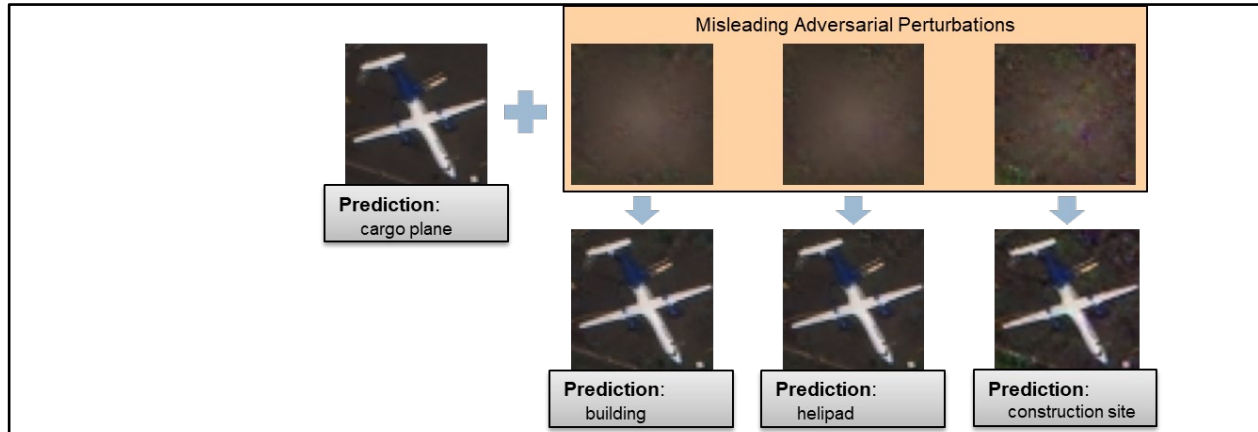 Misleading Adversarial Perturbations
Prediction:
cargo plane
Prediction:
building
Prediction:
helipad
Prediction:
construction site